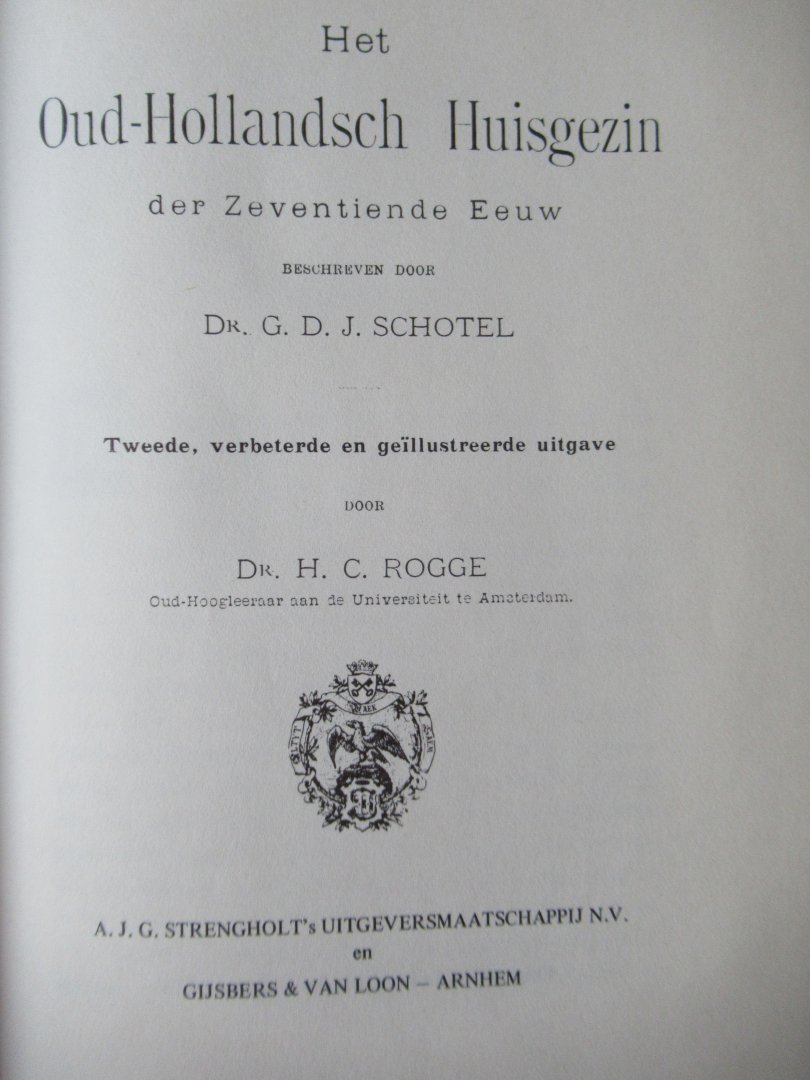 Het
Oud-Hollandsch Huisgezin
der Zeventiende Eeuw
BESCHREVEN DOOR
DR. G. D. J. SCHOTEL
Tweede, verbeterde en geïllustreerde uitgave
DOOR
DR. H. C. ROGGE
Oud-Hoogleeraar aan de Universiteit te Amsterdam.
A. J. G. STRENGHOLT's UITGEVERSMAATSCHAPPIJ N.V.
en
GIJSBERS & VAN LOON – ARNHEM